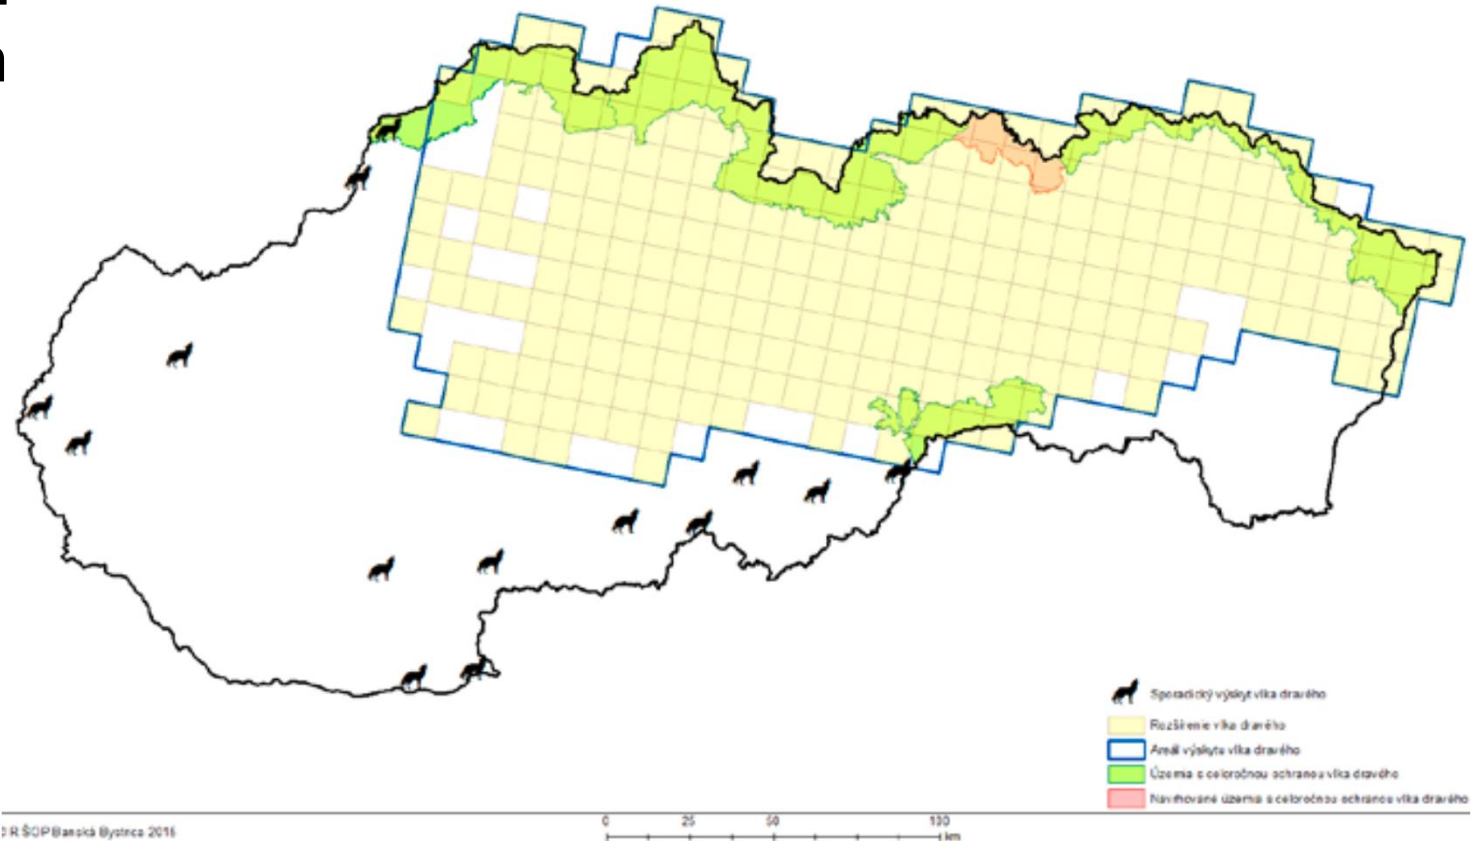 Sporadický výskyt vlka dravého
Rozšírenie vlka dravého
Areál výskytu vlka dravého
Územia s celoročnou ochranou vlka dravého
Navrhované územia s celoročnou ochranou vlka dravého
R ŠOP Banská Bystrica 2016
0 25 50 100
km